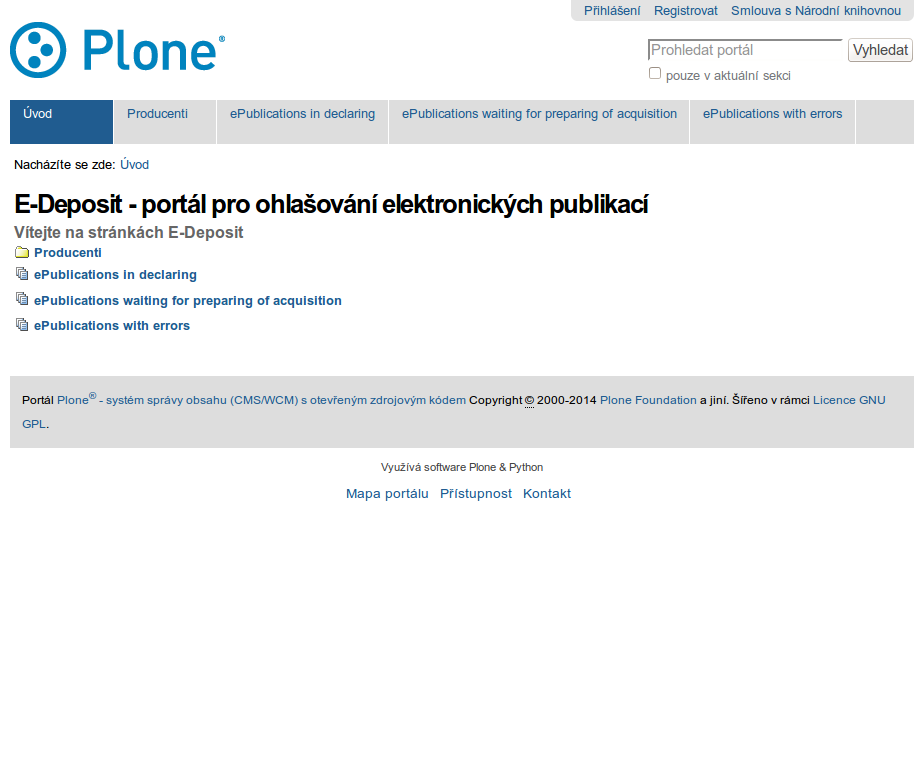 Přihlášení Registrovat Smlouva s Národní knihovnou
Plone®
Prohledat portál Vyhledat
pouze v aktuální sekci
Úvod Producenti ePublications in declaring ePublications waiting for preparing of acquisition ePublications with errors
Nacházíte se zde: Úvod
E-Deposit - portál pro ohlašování elektronických publikací
Vítejte na stránkách E-Deposit
Producenti
ePublications in declaring
ePublications waiting for preparing of acquisition
ePublications with errors
Portál Plone® - systém správy obsahu (CMS/WCM) s otevřeným zdrojovým kódem Copyright © 2000-2014 Plone Foundation a jiní. Šířeno v rámci Licence GNU
GPL.
Využívá software Plone & Python
Mapa portálu Přístupnost Kontakt